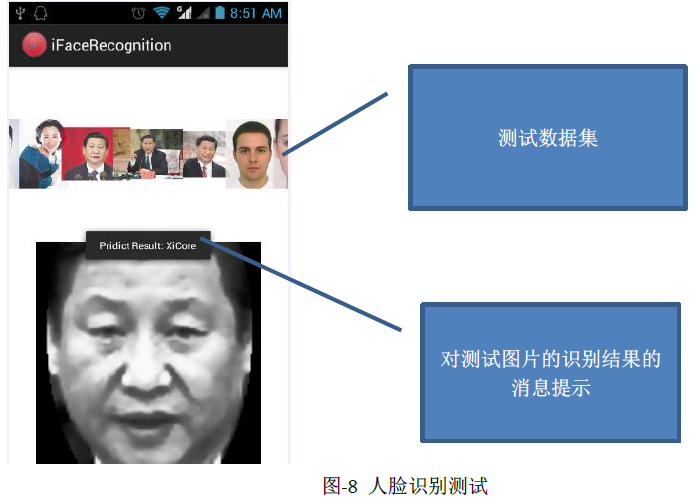 8:51 AM
iFaceRecognition
测试数据集
Pridict Result: XiCore
对测试图片的识别结果的
消息提示
图-8 人脸识别测试